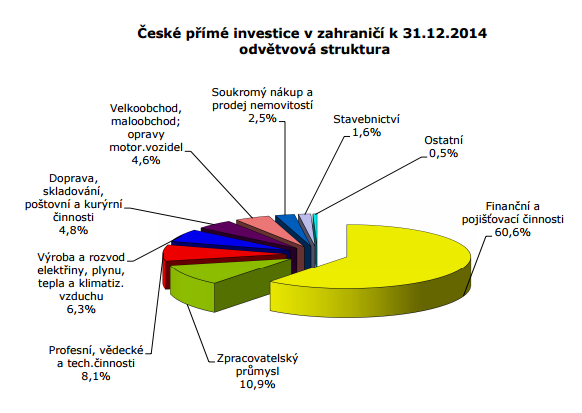 České přímé investice v zahraničí k 31.12.2014
odvětvová struktura
Soukromý nákup a
prodej nemovitostí
2,5%
Velkoobchod,
maloobchod;
opravy
motor.vozidel
4,6%
Stavebnictví
1,6%
Ostatní
0,5%
Doprava,
skladování,
poštovní a kurýrní
činnosti
4,8%
Finanční a
pojišťovací činnosti
60,6%
Výroba a rozvod
elektřiny, plynu,
tepla a klimatiz.
vzduchu
6,3%
Profesní, vědecké
a tech.činnosti
8,1%
Zpracovatelský
průmysl
10,9%